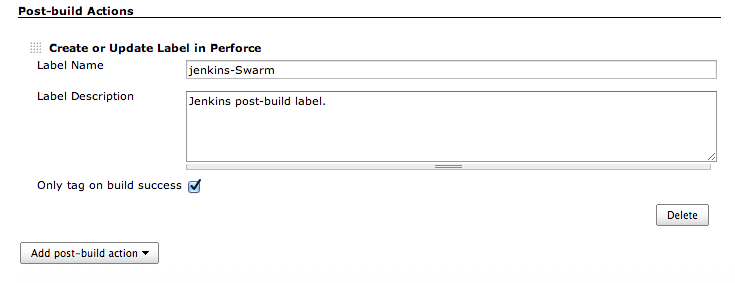 Post-build Actions
Create or Update Label in Perforce
Label Name
jenkins-Swarm
Label Description
Jenkins post-build label.
Only tag on build success
Delete
Add post-build action